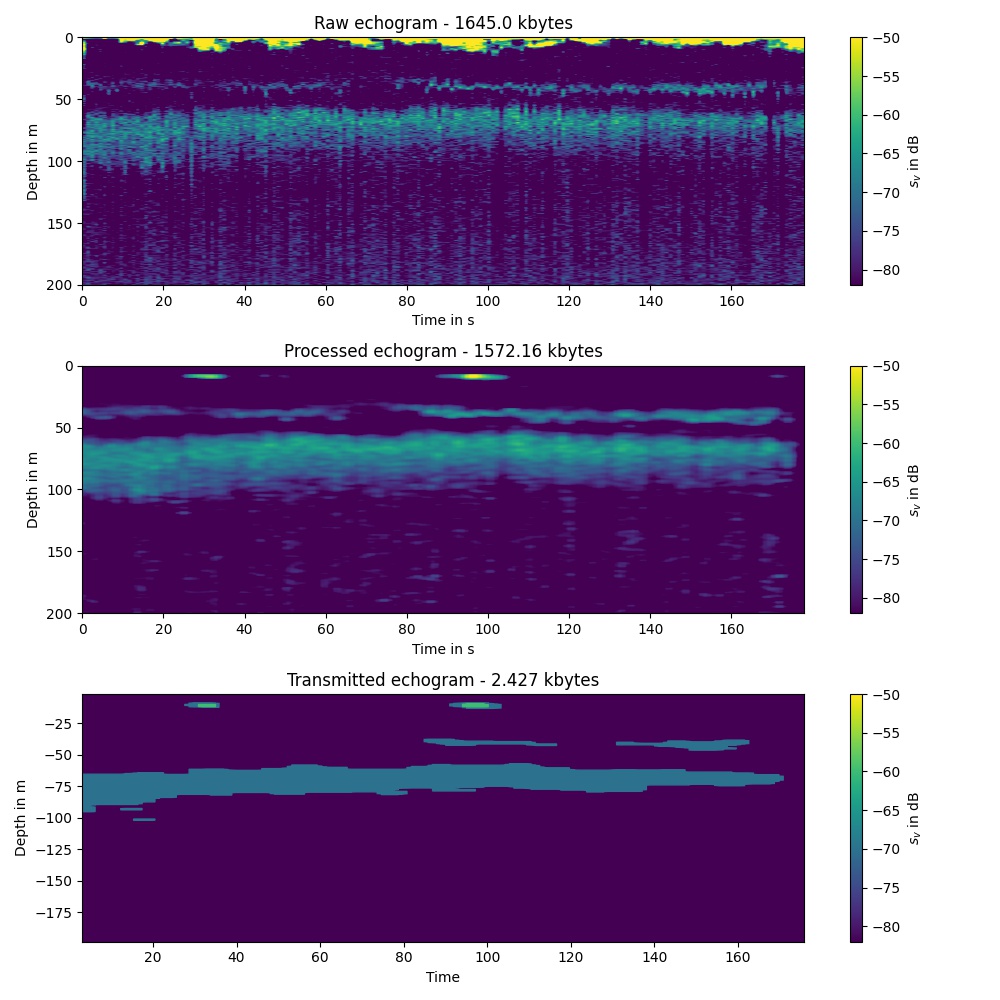 Raw echogram - 1645.0 kbytes
0
50
100
150
200
Depth in m
0 20 40 60 80 100 120 140 160
Time in s
−50
−55
−60
−65
−70
−75
−80
sv in dB
Processed echogram - 1572.16 kbytes
0
50
100
150
200
Depth in m
0 20 40 60 80 100 120 140 160
Time in s
−50
−55
−60
−65
−70
−75
−80
sv in dB
Transmitted echogram - 2.427 kbytes
−25
−50
−75
−100
−125
−150
−175
Depth in m
20 40 60 80 100 120 140 160
Time
−50
−55
−60
−65
−70
−75
−80
sv in dB